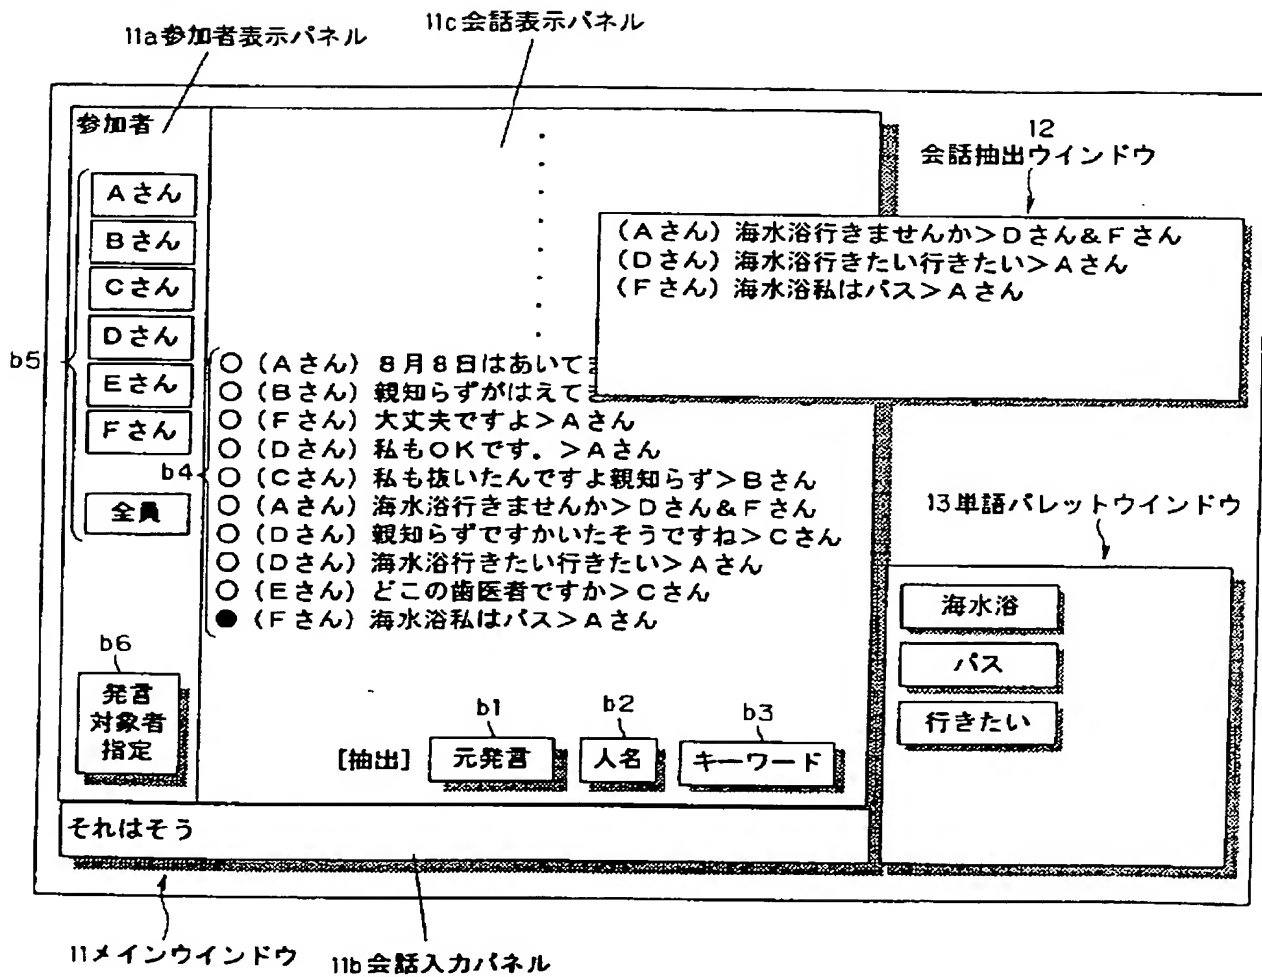 11a参加者表示パネル
11c会話表示パネル
参加者
12
会話抽出ウインドウ
Aさん
Bさん
Cさん
Dさん
Eさん
Fさん
全員
b5
(Aさん) 海水浴行きませんか>Dさん&Fさん
(Dさん) 海水浴行きたい行きたい>Aさん
(Fさん) 海水浴私はパス>Aさん
b4
○ (Aさん) 8月8日はあいて
○ (Bさん) 親知らずがはえて
○ (Fさん) 大丈夫ですよ>Aさん
○ (Dさん) 私もOKです.>Aさん
○ (Cさん) 私も抜いたんですよ親知らず>Bさん
○ (Aさん) 海水浴行きませんか>Dさん&Fさん
○ (Dさん) 親知らずですかいたそうですね>Cさん
○ (Dさん) 海水浴行きたい行きたい>Aさん
○ (Eさん) どこの歯医者ですか>Cさん
● (Fさん) 海水浴私はパス>Aさん
13単語パレットウインドウ
海水浴
パス
行きたい
b6
発言
対象者
指定
b1
b2
b3
[抽出] 元発言 人名 キーワード
それはそう
11メインウインドウ
11b会話入力パネル